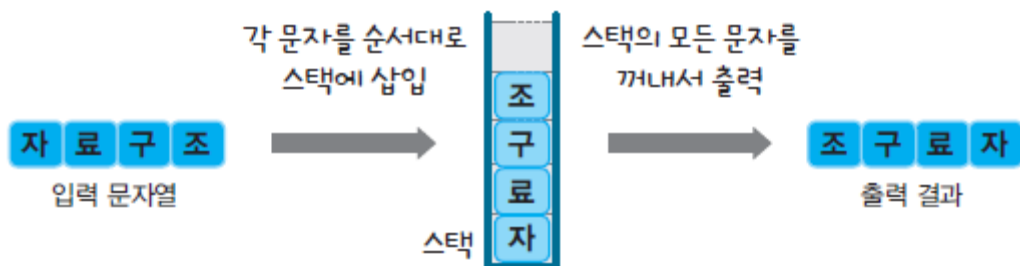 각 문자를 순서대로
스택에 삽입
스택의 모든 문자를
꺼내서 출력
자 료 구 조
입력 문자열
조
구
료
자
스택
조 구 료 자
출력 결과